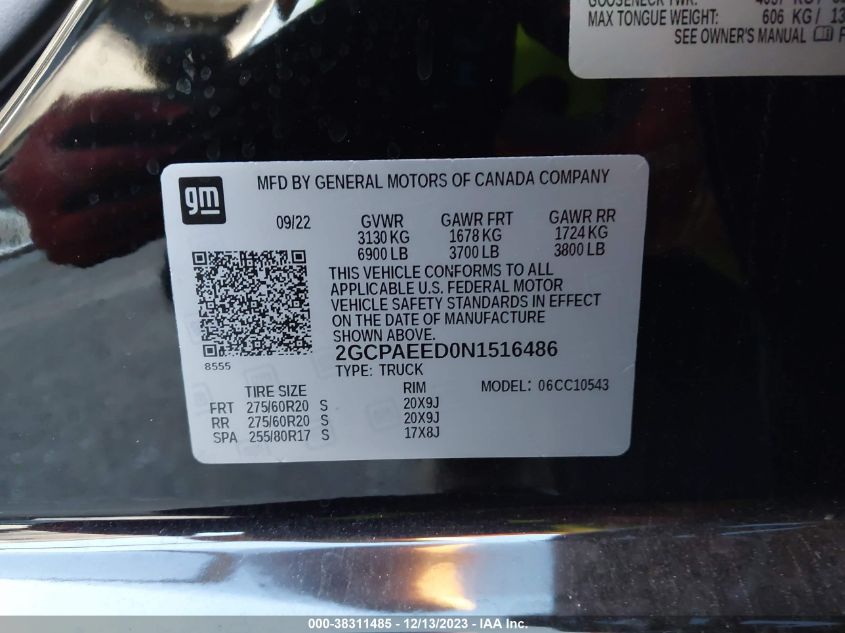 MAX TONGUE WEIGHT: 606 KG /
SEE OWNER'S MANUAL
gm
MFD BY GENERAL MOTORS OF CANADA COMPANY
09/22 GVWR GAWR FRT GAWR RR
3130 KG 1678 KG 1724 KG
6900 LB 3700 LB 3800 LB
THIS VEHICLE CONFORMS TO ALL
APPLICABLE U.S. FEDERAL MOTOR
VEHICLE SAFETY STANDARDS IN EFFECT
ON THE DATE OF MANUFACTURE
SHOWN ABOVE.
8555
2GCPAEED0N1516486
TYPE: TRUCK
TIRE SIZE RIM MODEL: 06CC10543
FRT 275/60R20 S 20X9J
RR 275/60R20 S 20X9J
SPA 255/80R17 S 17X8J
000-38311485 - 12/13/2023 - IAA Inc.